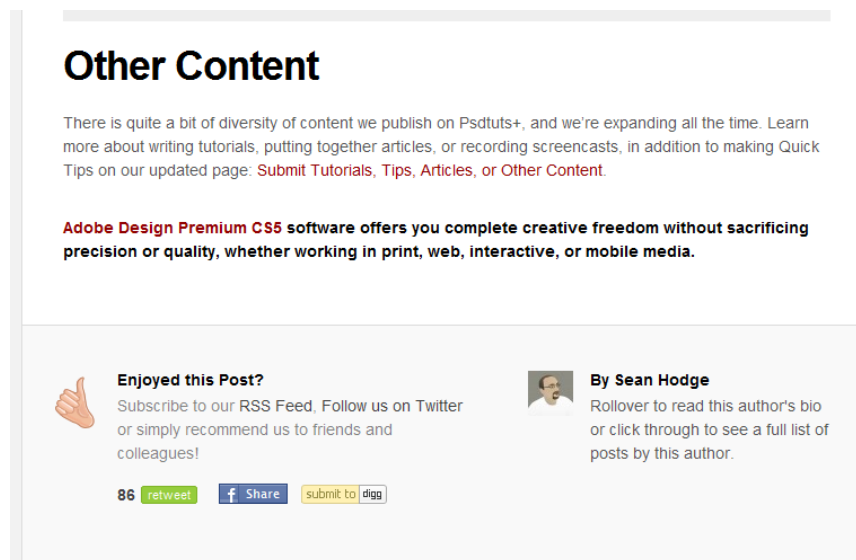 Other Content
There is quite a bit of diversity of content we publish on Psdtuts+, and we’re expanding all the time. Learn
more about writing tutorials, putting together articles, or recording screencasts, in addition to making Quick
Tips on our updated page: Submit Tutorials, Tips, Articles, or Other Content.
Adobe Design Premium CS5 software offers you complete creative freedom without sacrificing
precision or quality, whether working in print, web, interactive, or mobile media.
Enjoyed this Post?
Subscribe to our RSS Feed, Follow us on Twitter
or simply recommend us to friends and
colleagues!
86 retweet f Share submit to digg
By Sean Hodge
Rollover to read this author's bio
or click through to see a full list of
posts by this author.